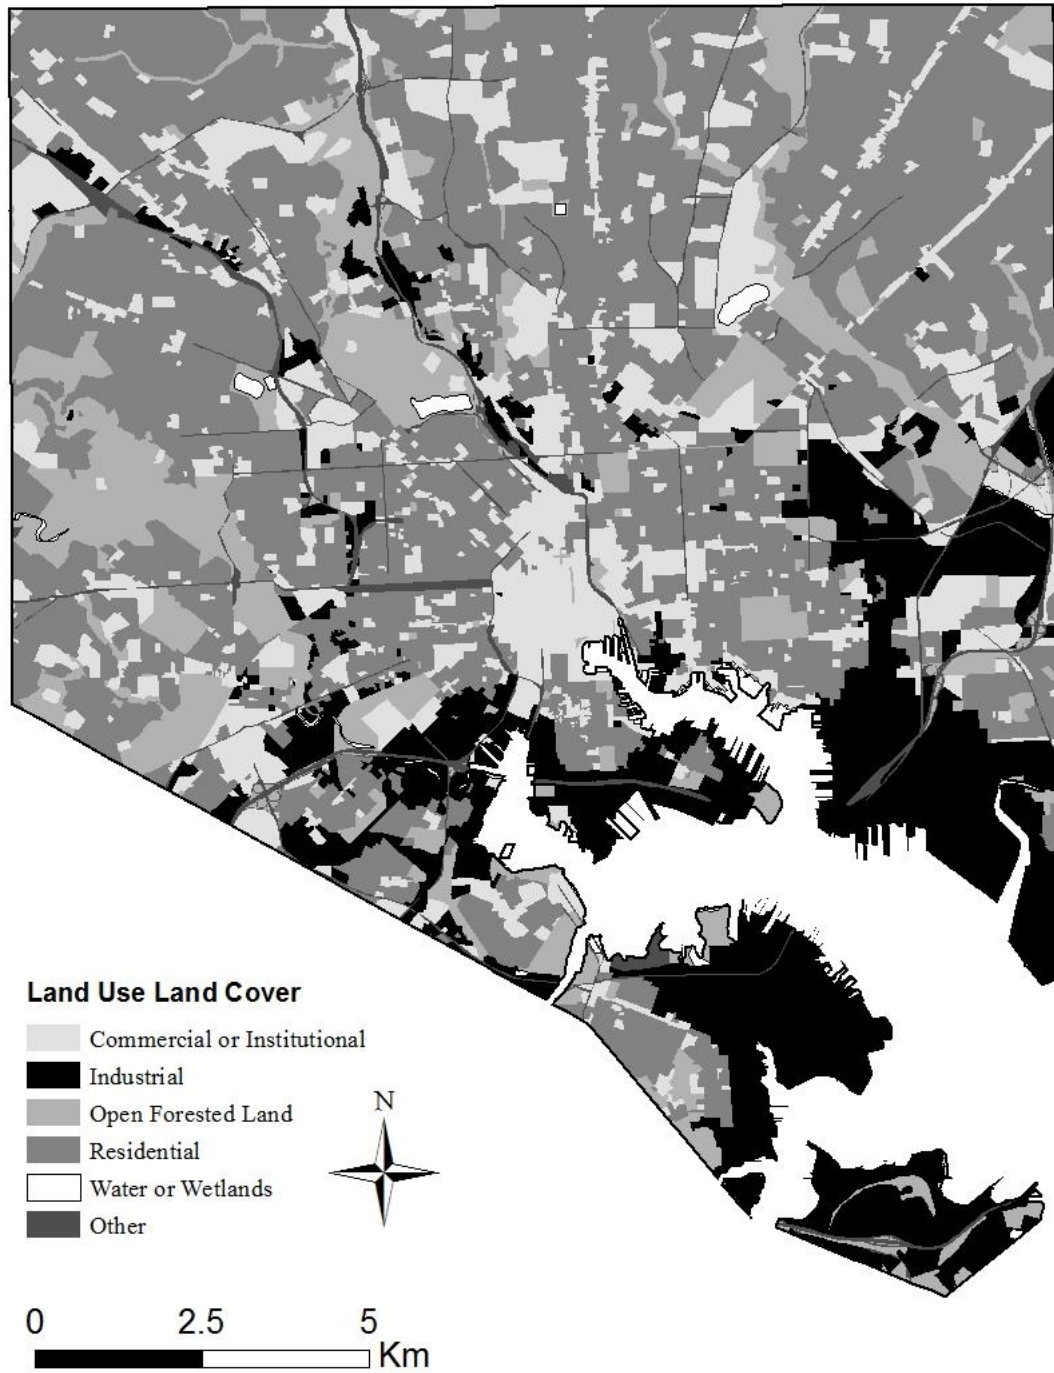 Land Use Land Cover
Commercial or Institutional
Industrial
Open Forested Land
Residential
Water or Wetlands
Other
N
0 2.5 5
Km